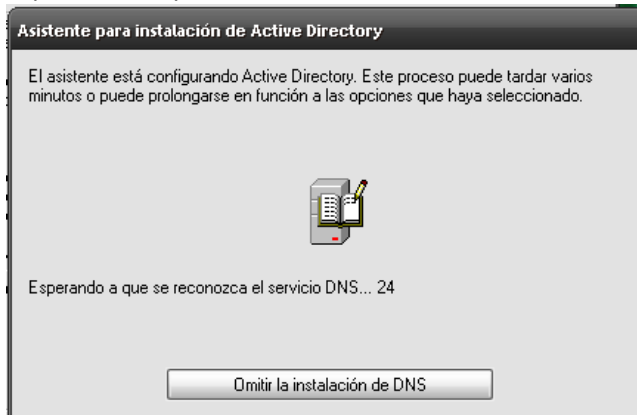 Asistente para instalación de Active Directory
El asistente está configurando Active Directory. Este proceso puede tardar varios
minutos o puede prolongarse en función a las opciones que haya seleccionado.
Esperando a que se reconozca el servicio DNS... 24
Omitir la instalación de DNS